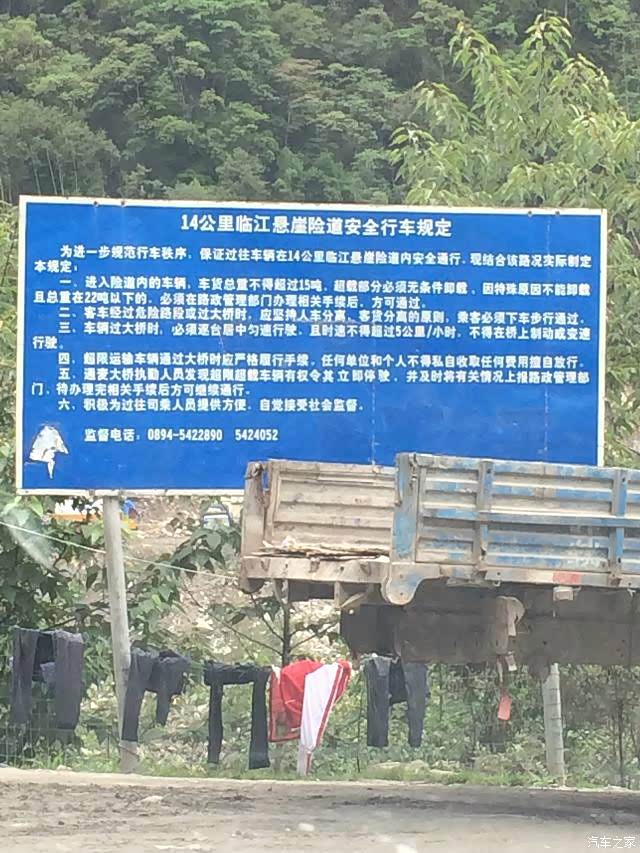 14公里临江悬崖险道安全行车规定
为进一步规范行车秩序，保证过往车辆在14公里临江悬崖险道内安全通行，现结合该路况实际制定
本规定：
一、进入险道内的车辆，车货总重不得超过15吨，超载部分必须无条件卸载，因特殊原因不能卸载
且总重在22吨以下的，必须在路政管理部门办理相关手续后，方可通过。
二、客车经过危险路段或过大桥时，应坚持人车分离、客货分离的原则，乘客必须下车步行通过。
三、车辆过大桥时，必须逐台居中匀速行驶，且时速不得超过5公里/小时，不得在桥上制动或变速
行驶。
四、超限运输车辆通过大桥时应严格履行手续，任何单位和个人不得私自收取任何费用擅自放行。
五、通麦大桥执勤人员发现超限超载车辆有权令其立即停驶，并及时将有关情况上报路政管理部
门，待办理完相关手续后方可继续通行。
六、积极为过往司乘人员提供方便，自觉接受社会监督。
监督电话：0894-5422890 5424052
汽车之家